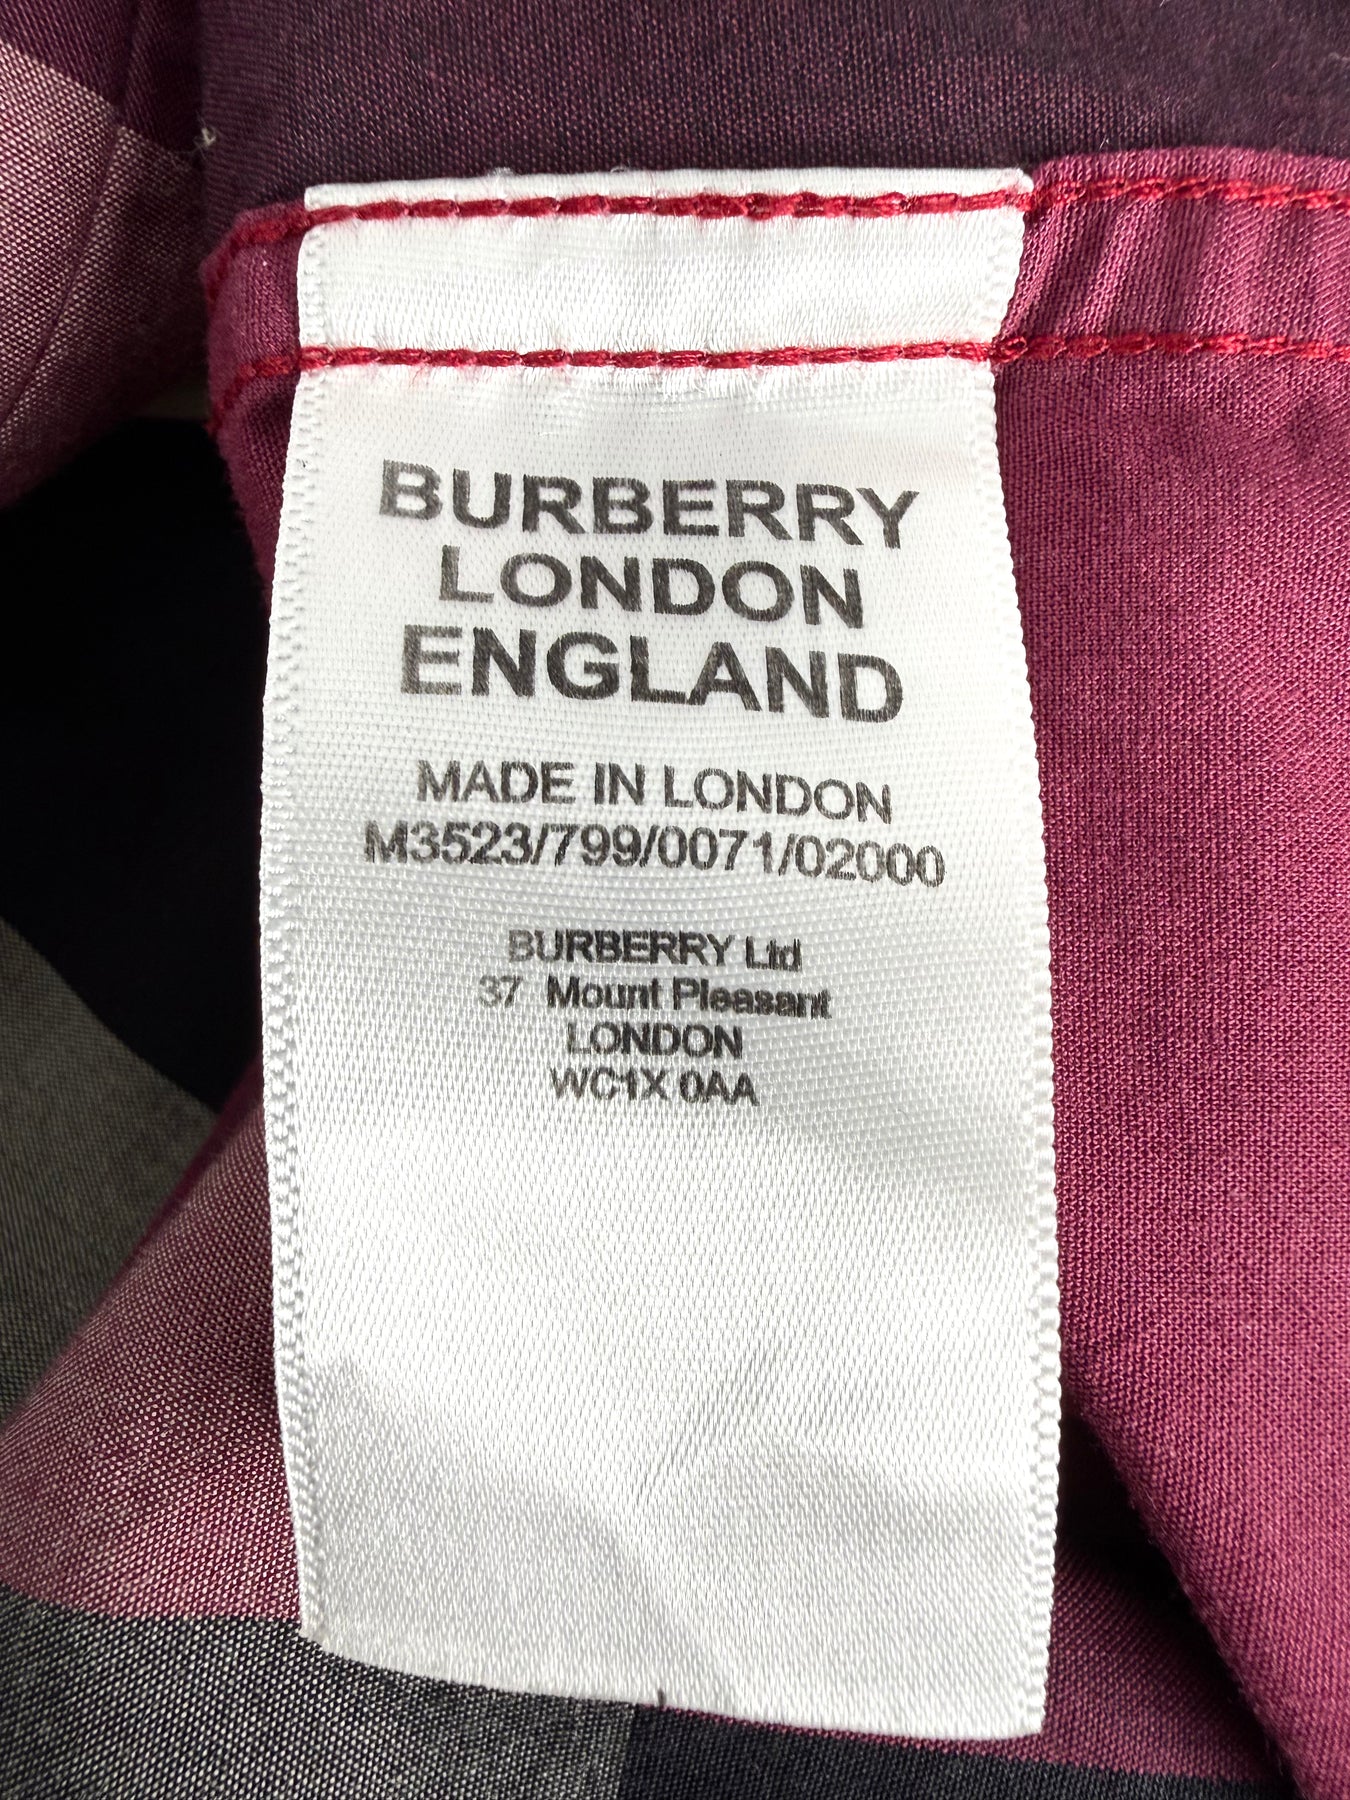 BURBERRY
LONDON
ENGLAND
MADE IN LONDON
M3523/799/0071/02000
BURBERRY Ltd
37 Mount Pleasant
LONDON
WC1X 0AA